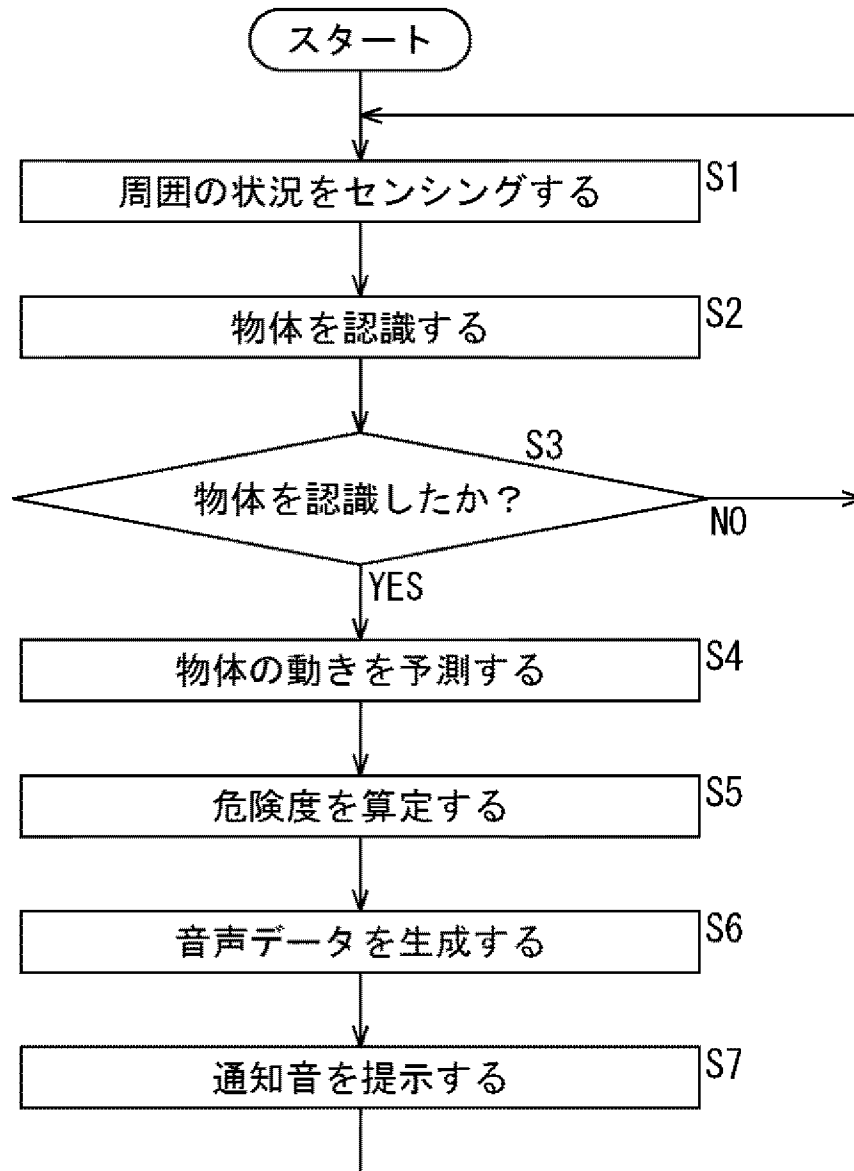 スタート
周囲の状況をセンシングする
S1
物体を認識する
S2
S3
物体を認識したか？
NO
YES
物体の動きを予測する
S4
危険度を算定する
S5
音声データを生成する
S6
通知音を提示する
S7